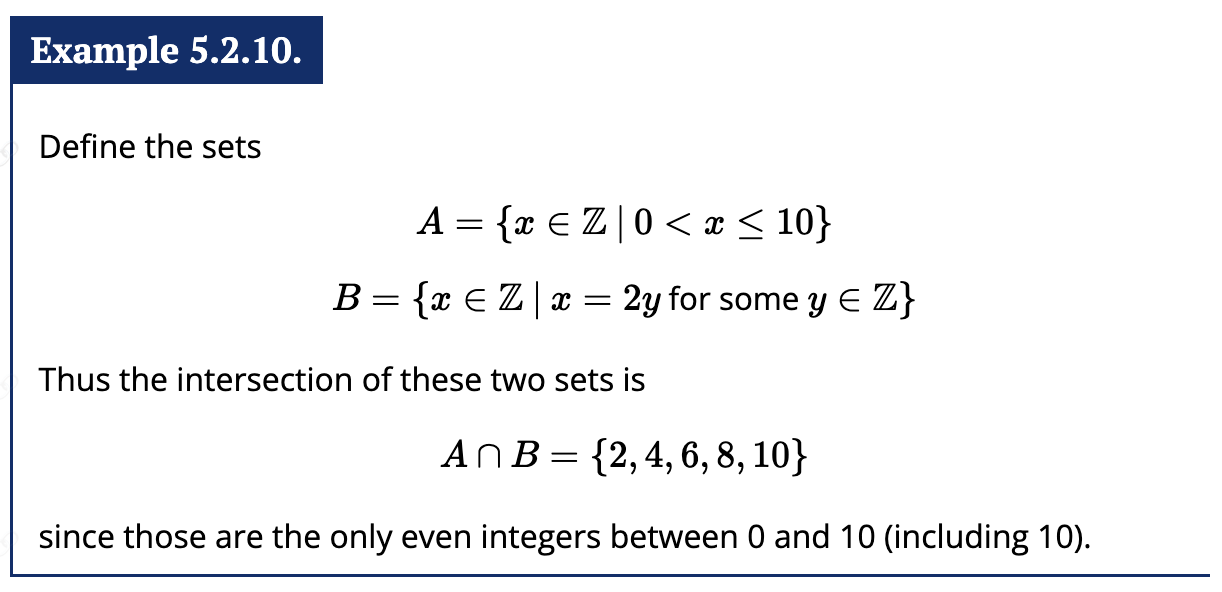 Example 5.2.10.
Define the sets
A = {x ∈ ℤ | 0 < x ≤ 10}
B = {x ∈ ℤ | x = 2y for some y ∈ ℤ}
Thus the intersection of these two sets is
A ∩ B = {2, 4, 6, 8, 10}
since those are the only even integers between 0 and 10 (including 10).